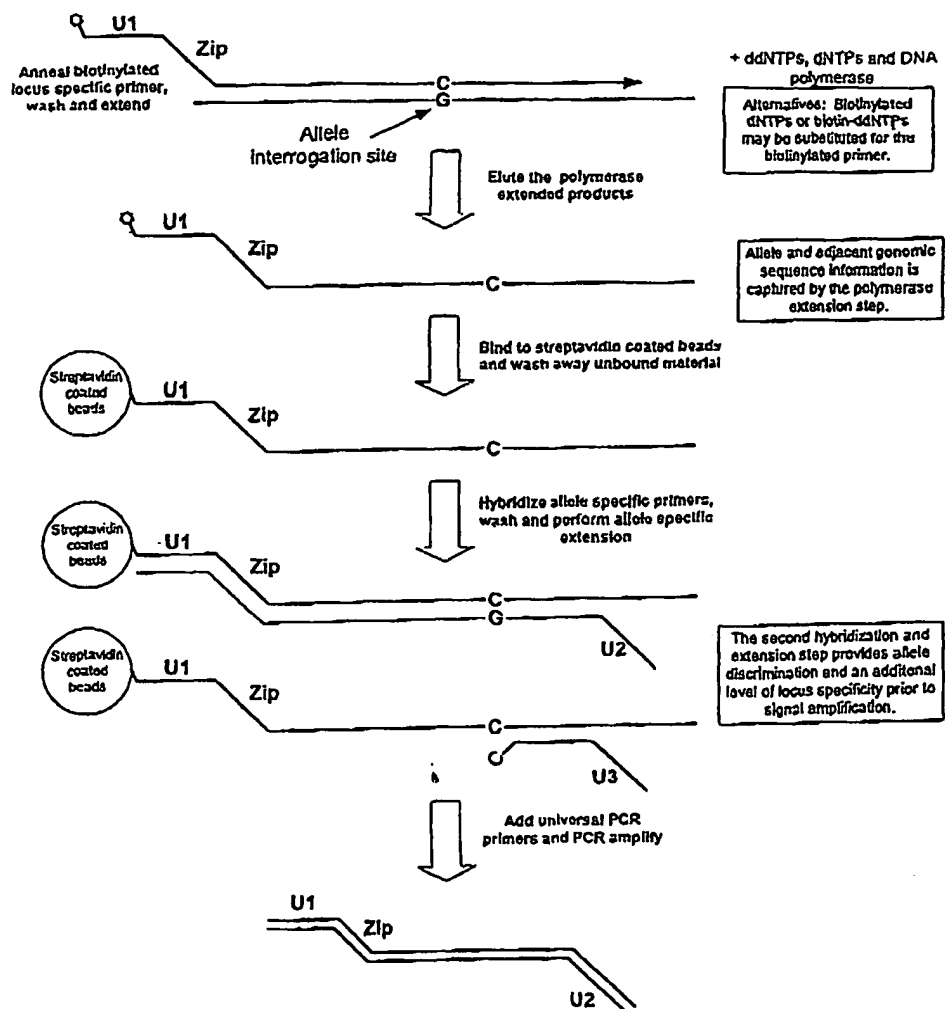 U1
Zip
Anneal biotinylated
locus specific primer,
wash and extend
C
G
Allele
interrogation site
+ ddNTPs, dNTPs and DNA
polymerase
Alternatives: Biotinylated
dNTPs or biotin-ddNTPs
may be substituted for the
biotinylated primer.
Elute the polymerase
extended products
U1
Zip
C
Allele and adjacent genomic
sequence information is
captured by the polymerase
extension step.
Bind to streptavidin coated beads
and wash away unbound material
Streptavidin
coated
beads
U1
Zip
C
Hybridize allele specific primers,
wash and perform allele specific
extension
Streptavidin
coated
beads
U1
Zip
C
G
U2
Streptavidin
coated
beads
U1
Zip
C
C
U3
The second hybridization and
extension step provides allele
discrimination and an additional
level of locus specificity prior to
signal amplification.
Add universal PCR
primers and PCR amplify
U1
Zip
U2